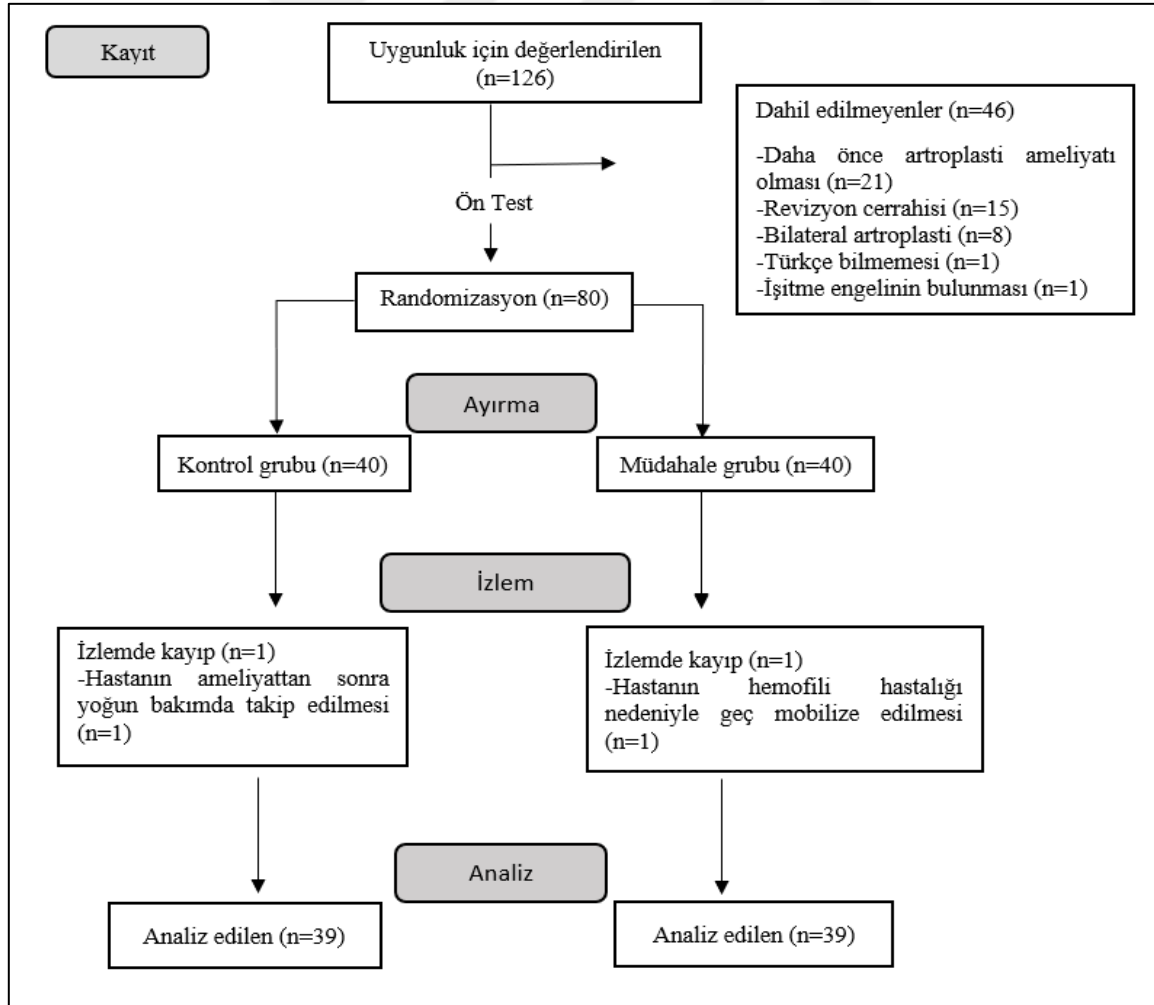 Kayıt
Uygunluk için değerlendirilen
(n=126)
Dahil edilmeyenler (n=46)
-Daha önce artroplasti ameliyatı
olması (n=21)
-Revizyon cerrahisi (n=15)
-Bilateral artroplasti (n=8)
-Türkçe bilmemesi (n=1)
-İşitme engelinin bulunması (n=1)
Ön Test
Randomizasyon (n=80)
Ayırma
Kontrol grubu (n=40)
Müdahale grubu (n=40)
İzlem
İzlemde kayıp (n=1)
-Hastanın ameliyattan sonra
yoğun bakımda takip edilmesi
(n=1)
İzlemde kayıp (n=1)
-Hastanın hemofili hastalığı
nedeniyle geç mobilize edilmesi
(n=1)
Analiz
Analiz edilen (n=39)
Analiz edilen (n=39)